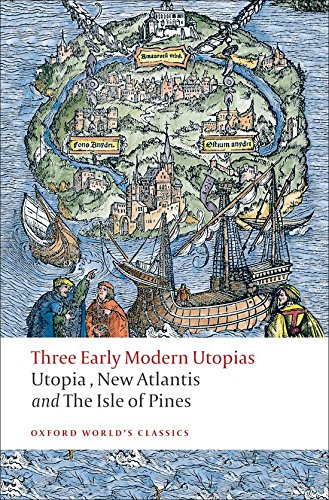 Amaurotū urbs.
Fons Anydri.
Ostium anydri.
Three Early Modern Utopias
Utopia, New Atlantis
and The Isle of Pines
OXFORD WORLD'S CLASSICS